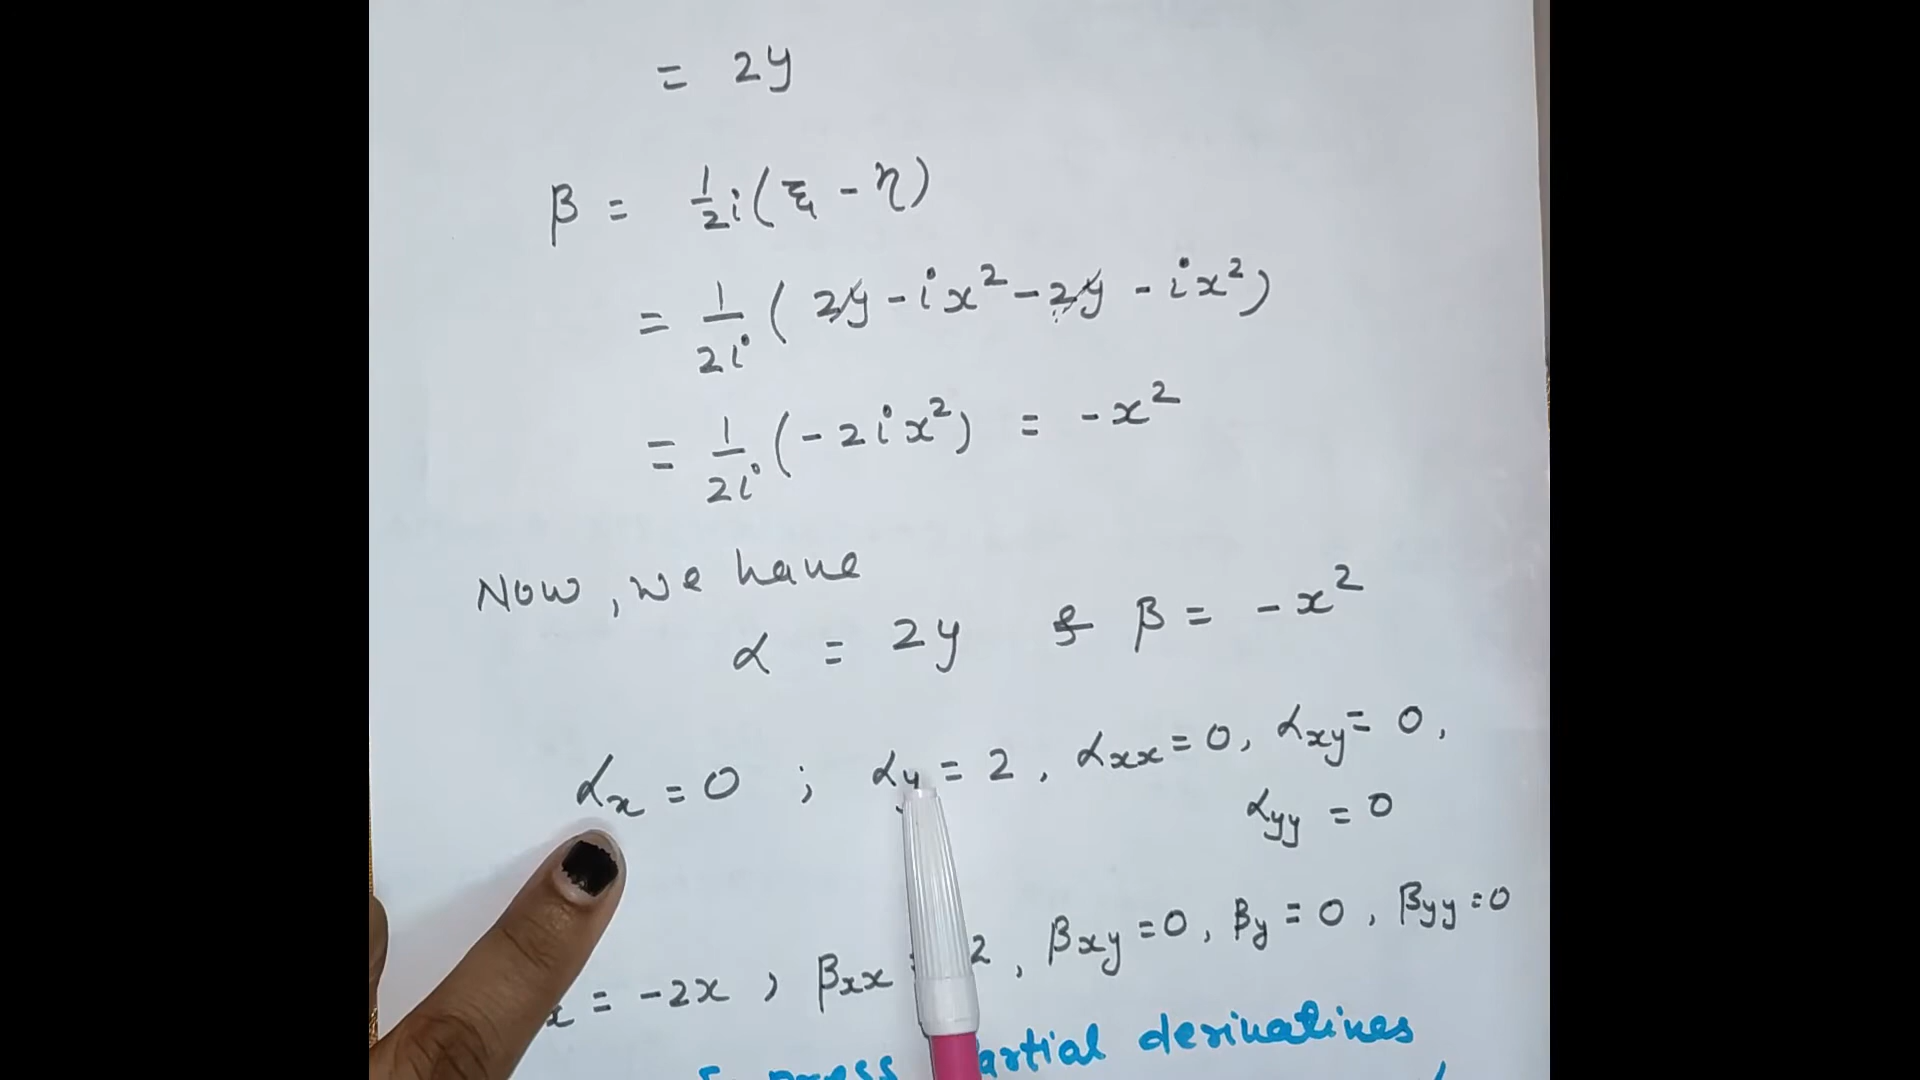 = 2y
β = 1/2i (ξ - η)
= 1/2i ( 2y - ix² - 2y - ix² )
= 1/2i (-2ix²) = -x²
Now, we have
α = 2y & β = -x²
αx = 0 ; αy = 2, αxx = 0, αxy = 0,
αyy = 0
x = -2x ; βxx 2, βxy = 0, βy = 0, βyy = 0
derivatives